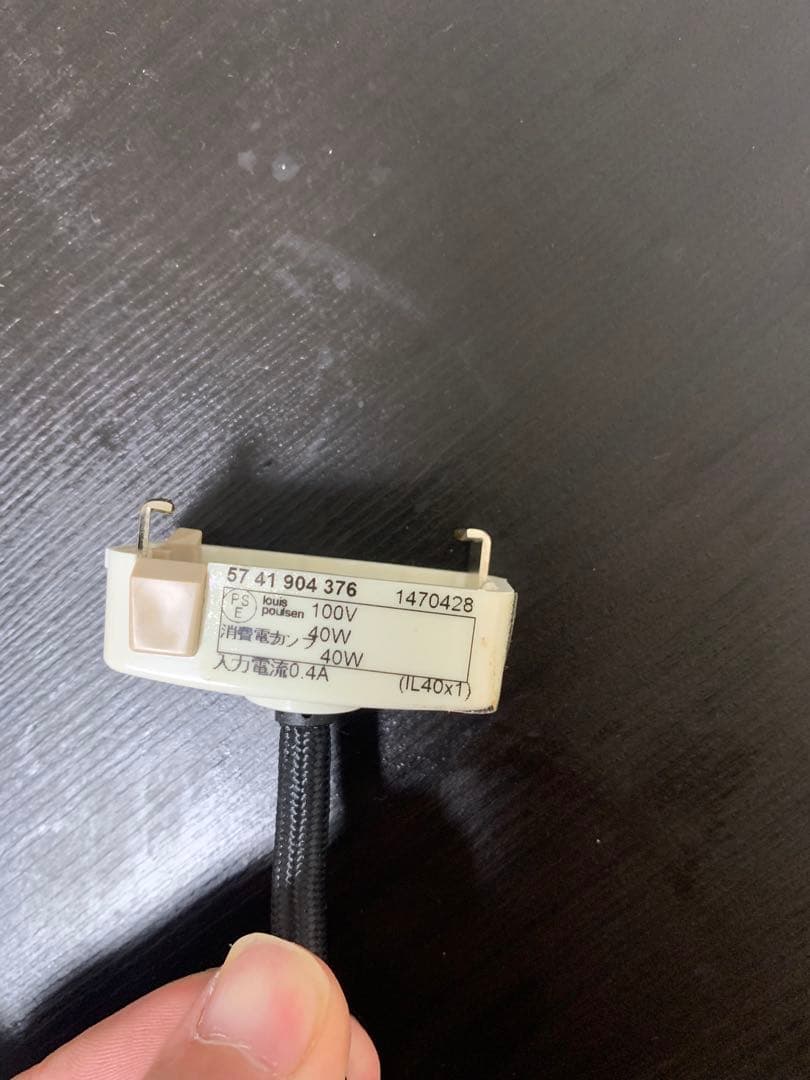 57 41 904 376
1470428
PS
E
louis
poulsen 100V
消費電力 40W
ランプ 40W
入力電流0.4A
(IL40x1)